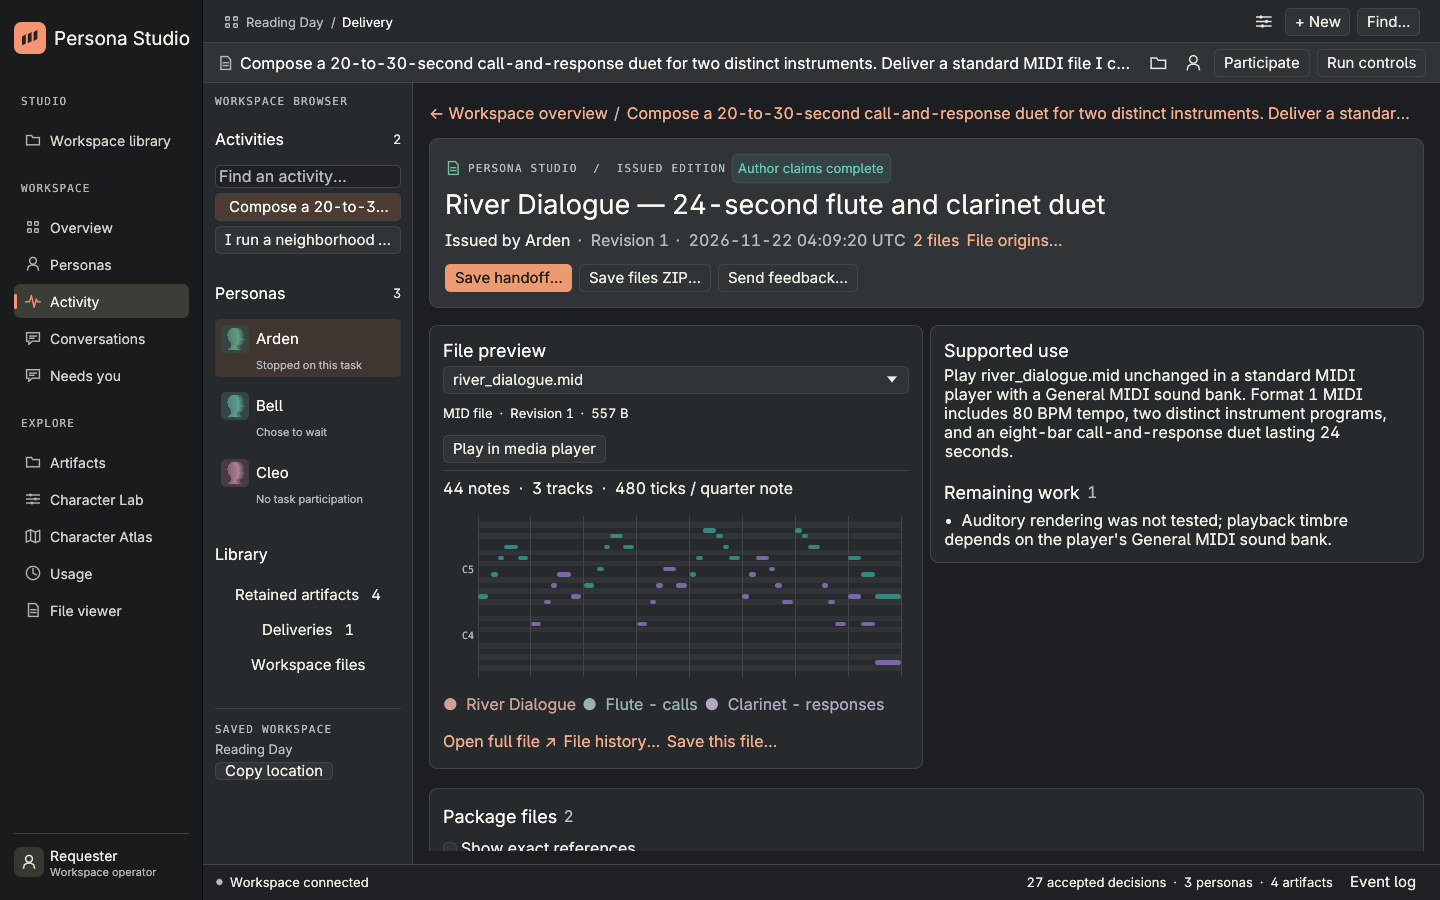 Persona Studio
STUDIO
Workspace library
WORKSPACE
Overview
Personas
Activity
Conversations
Needs you
EXPLORE
Artifacts
Character Lab
Character Atlas
Usage
File viewer
Requester
Workspace operator
Reading Day / Delivery
+ New
Find...
Compose a 20-to-30-second call-and-response duet for two distinct instruments. Deliver a standard MIDI file I c...
Participate
Run controls
WORKSPACE BROWSER
Activities 2
Find an activity...
Compose a 20-to-3...
I run a neighborhood ...
Personas 3
Arden
Stopped on this task
Bell
Chose to wait
Cleo
No task participation
Library
Retained artifacts 4
Deliveries 1
Workspace files
SAVED WORKSPACE
Reading Day
Copy location
← Workspace overview / Compose a 20-to-30-second call-and-response duet for two distinct instruments. Deliver a standar...
PERSONA STUDIO / ISSUED EDITION Author claims complete
River Dialogue — 24-second flute and clarinet duet
Issued by Arden · Revision 1 · 2026-11-22 04:09:20 UTC 2 files File origins...
Save handoff... Save files ZIP... Send feedback...
File preview
river_dialogue.mid
MID file · Revision 1 · 557 B
Play in media player
44 notes · 3 tracks · 480 ticks / quarter note
C5
C4
River Dialogue Flute - calls Clarinet - responses
Open full file ↗ File history... Save this file...
Supported use
Play river_dialogue.mid unchanged in a standard MIDI
player with a General MIDI sound bank. Format 1 MIDI
includes 80 BPM tempo, two distinct instrument programs,
and an eight-bar call-and-response duet lasting 24
seconds.
Remaining work 1
• Auditory rendering was not tested; playback timbre
depends on the player's General MIDI sound bank.
Package files 2
Show exact references
Workspace connected
27 accepted decisions · 3 personas · 4 artifacts Event log